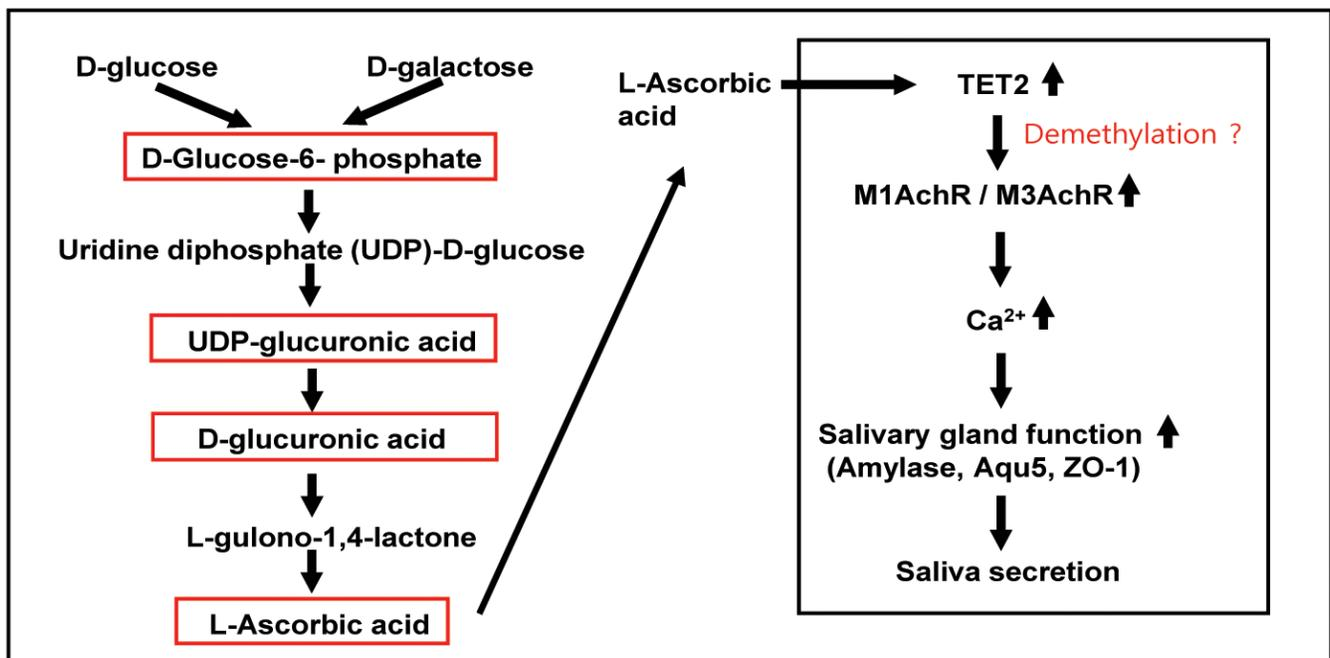 D-glucose
D-galactose
D-Glucose-6- phosphate
Uridine diphosphate (UDP)-D-glucose
UDP-glucuronic acid
D-glucuronic acid
L-gulono-1,4-lactone
L-Ascorbic acid
L-Ascorbic
acid
TET2
Demethylation ?
M1AchR / M3AchR
Ca²⁺
Salivary gland function
(Amylase, Aqu5, ZO-1)
Saliva secretion